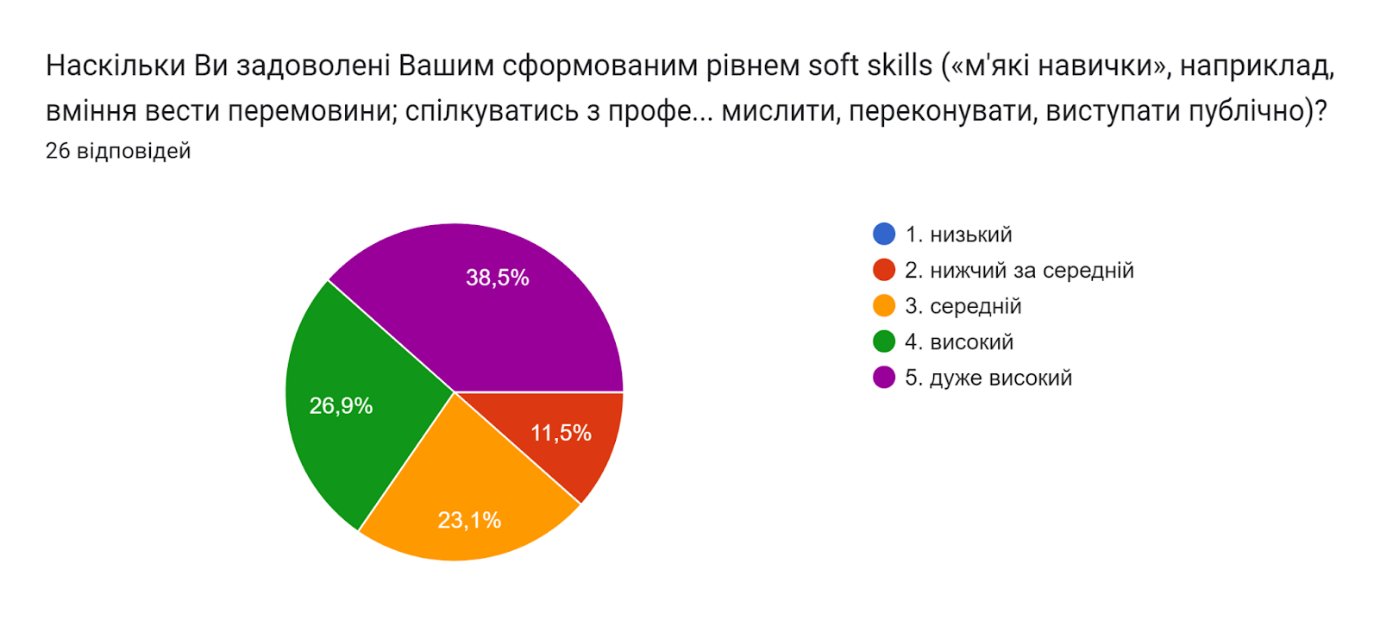 Наскільки Ви задоволені Вашим сформованим рівнем soft skills («м'які навички», наприклад,
вміння вести перемовини; спілкуватись з профе... мислити, переконувати, виступати публічно)?
26 відповідей
38,5%
26,9%
11,5%
23,1%
1. низький
2. нижчий за середній
3. середній
4. високий
5. дуже високий